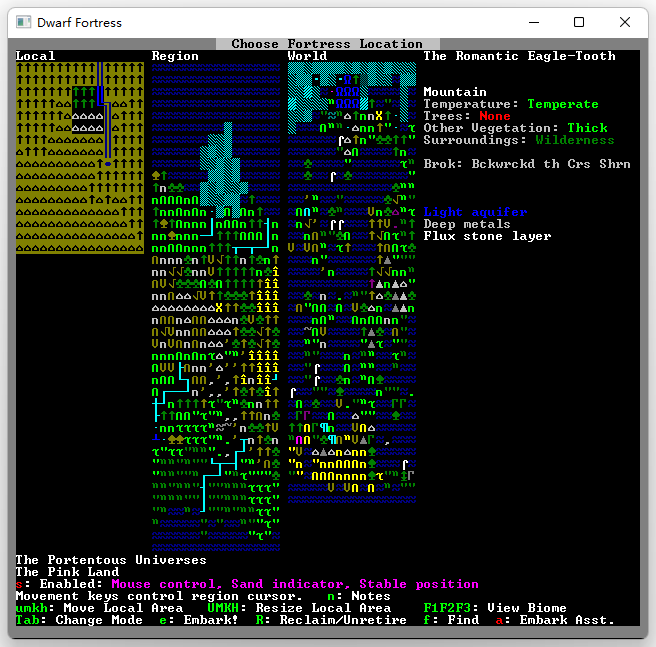 Dwarf Fortress
Choose Fortress Location
Local Region World The Romantic Eagle-Tooth
Mountain
Temperature: Temperate
Trees: None
Other Vegetation: Thick
Surroundings: Wilderness
Brok: Bckwrckd th Crs Shrn
Light aquifer
Deep metals
Flux stone layer
The Portentous Universes
The Pink Land
s: Enabled: Mouse control, Sand indicator, Stable position
Movement keys control region cursor. n: Notes
umkh: Move Local Area UMKH: Resize Local Area F1F2F3: View Biome
Tab: Change Mode e: Embark! R: Reclaim/Unretire f: Find a: Embark Asst.